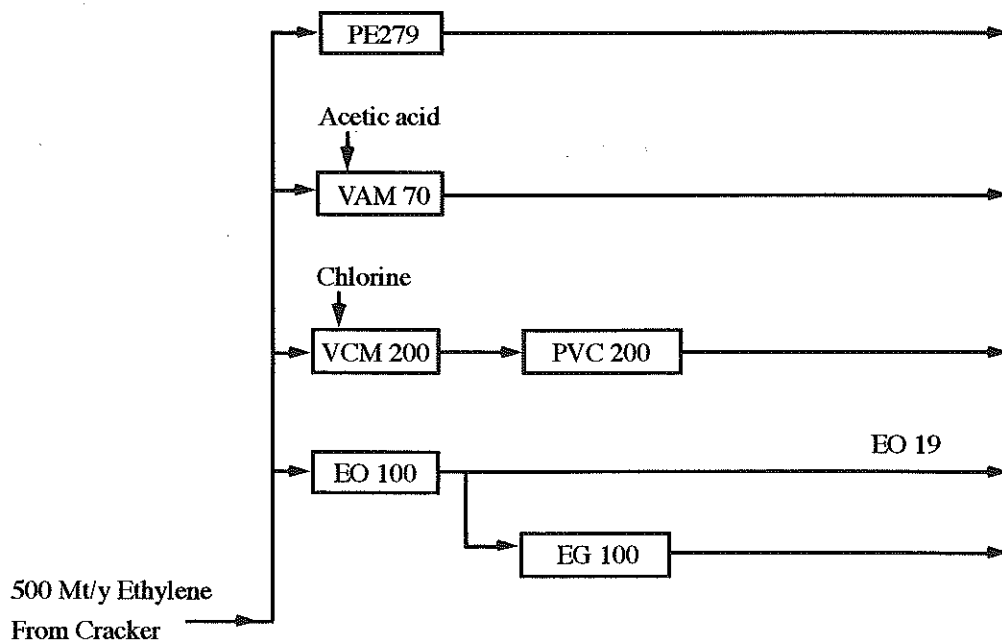 PE279
Acetic acid
VAM 70
Chlorine
VCM 200
PVC 200
EO 19
EO 100
EG 100
500 Mt/y Ethylene
From Cracker